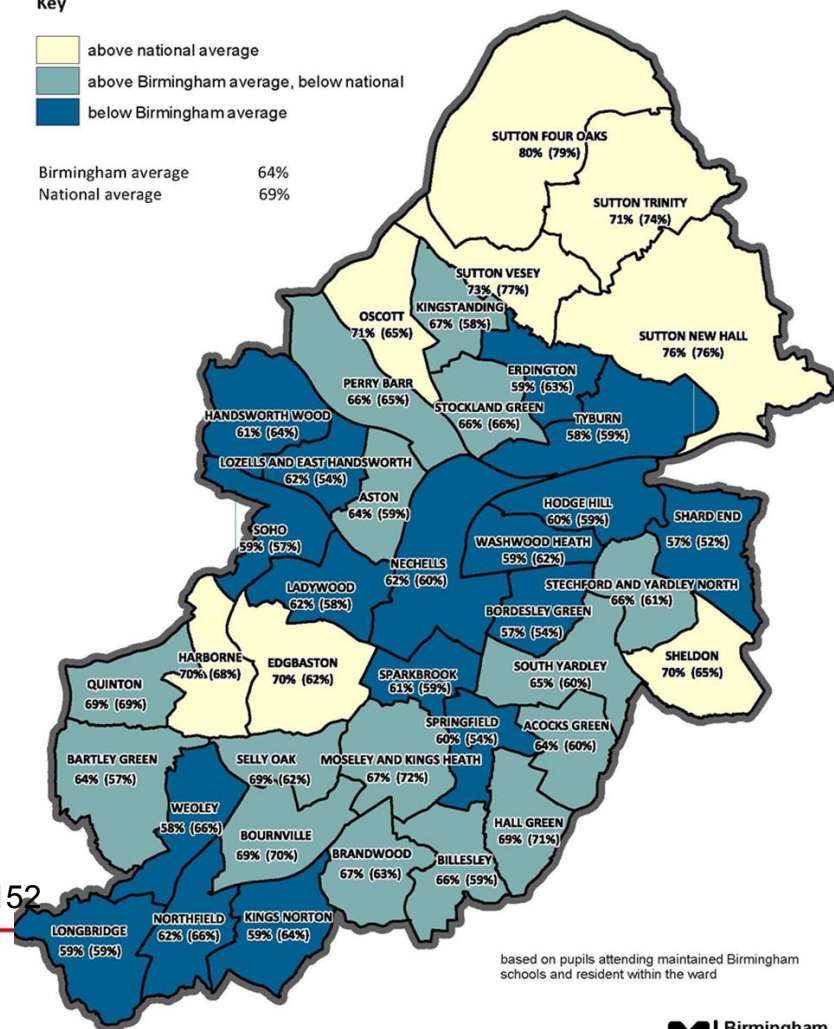 Key
above national average
above Birmingham average, below national
below Birmingham average
Birmingham average 64%
National average 69%
SUTTON FOUR OAKS
80% (79%)
SUTTON TRINITY
71% (74%)
SUTTON VESEY
73% (77%)
KINGSTANDING
67% (58%)
OSCOTT
71% (65%)
SUTTON NEW HALL
76% (76%)
ERDINGTON
59% (63%)
PERRY BARR
66% (65%)
STOCKLAND GREEN
66% (66%)
HANDSWORTH WOOD
61% (64%)
TYBURN
58% (59%)
LOZELLS AND EAST HANDSWORTH
62% (54%)
ASTON
64% (59%)
HODGE HILL
60% (59%)
SHARD END
57% (52%)
SOHO
59% (57%)
WASHWOOD HEATH
59% (62%)
NECHELLS
62% (60%)
LADYWOOD
62% (58%)
STECHFORD AND YARDLEY NORTH
66% (61%)
BORDESLEY GREEN
57% (54%)
HARBORNE
70% (68%)
EDGBASTON
70% (62%)
SHELDON
70% (65%)
SOUTH YARDLEY
65% (60%)
SPARKBROOK
61% (59%)
QUINTON
69% (69%)
SPRINGFIELD
60% (54%)
ACOCKS GREEN
64% (60%)
BARTLEY GREEN
64% (57%)
SELLY OAK
69% (62%)
MOSELEY AND KINGS HEATH
67% (72%)
WEOLEY
58% (66%)
HALL GREEN
69% (71%)
BOURNVILLE
69% (70%)
BRANDWOOD
67% (63%)
BILLESLEY
66% (59%)
152
LONGBRIDGE
59% (59%)
NORTHFIELD
62% (66%)
KINGS NORTON
59% (64%)
based on pupils attending maintained Birmingham
schools and resident within the ward
Birmingham